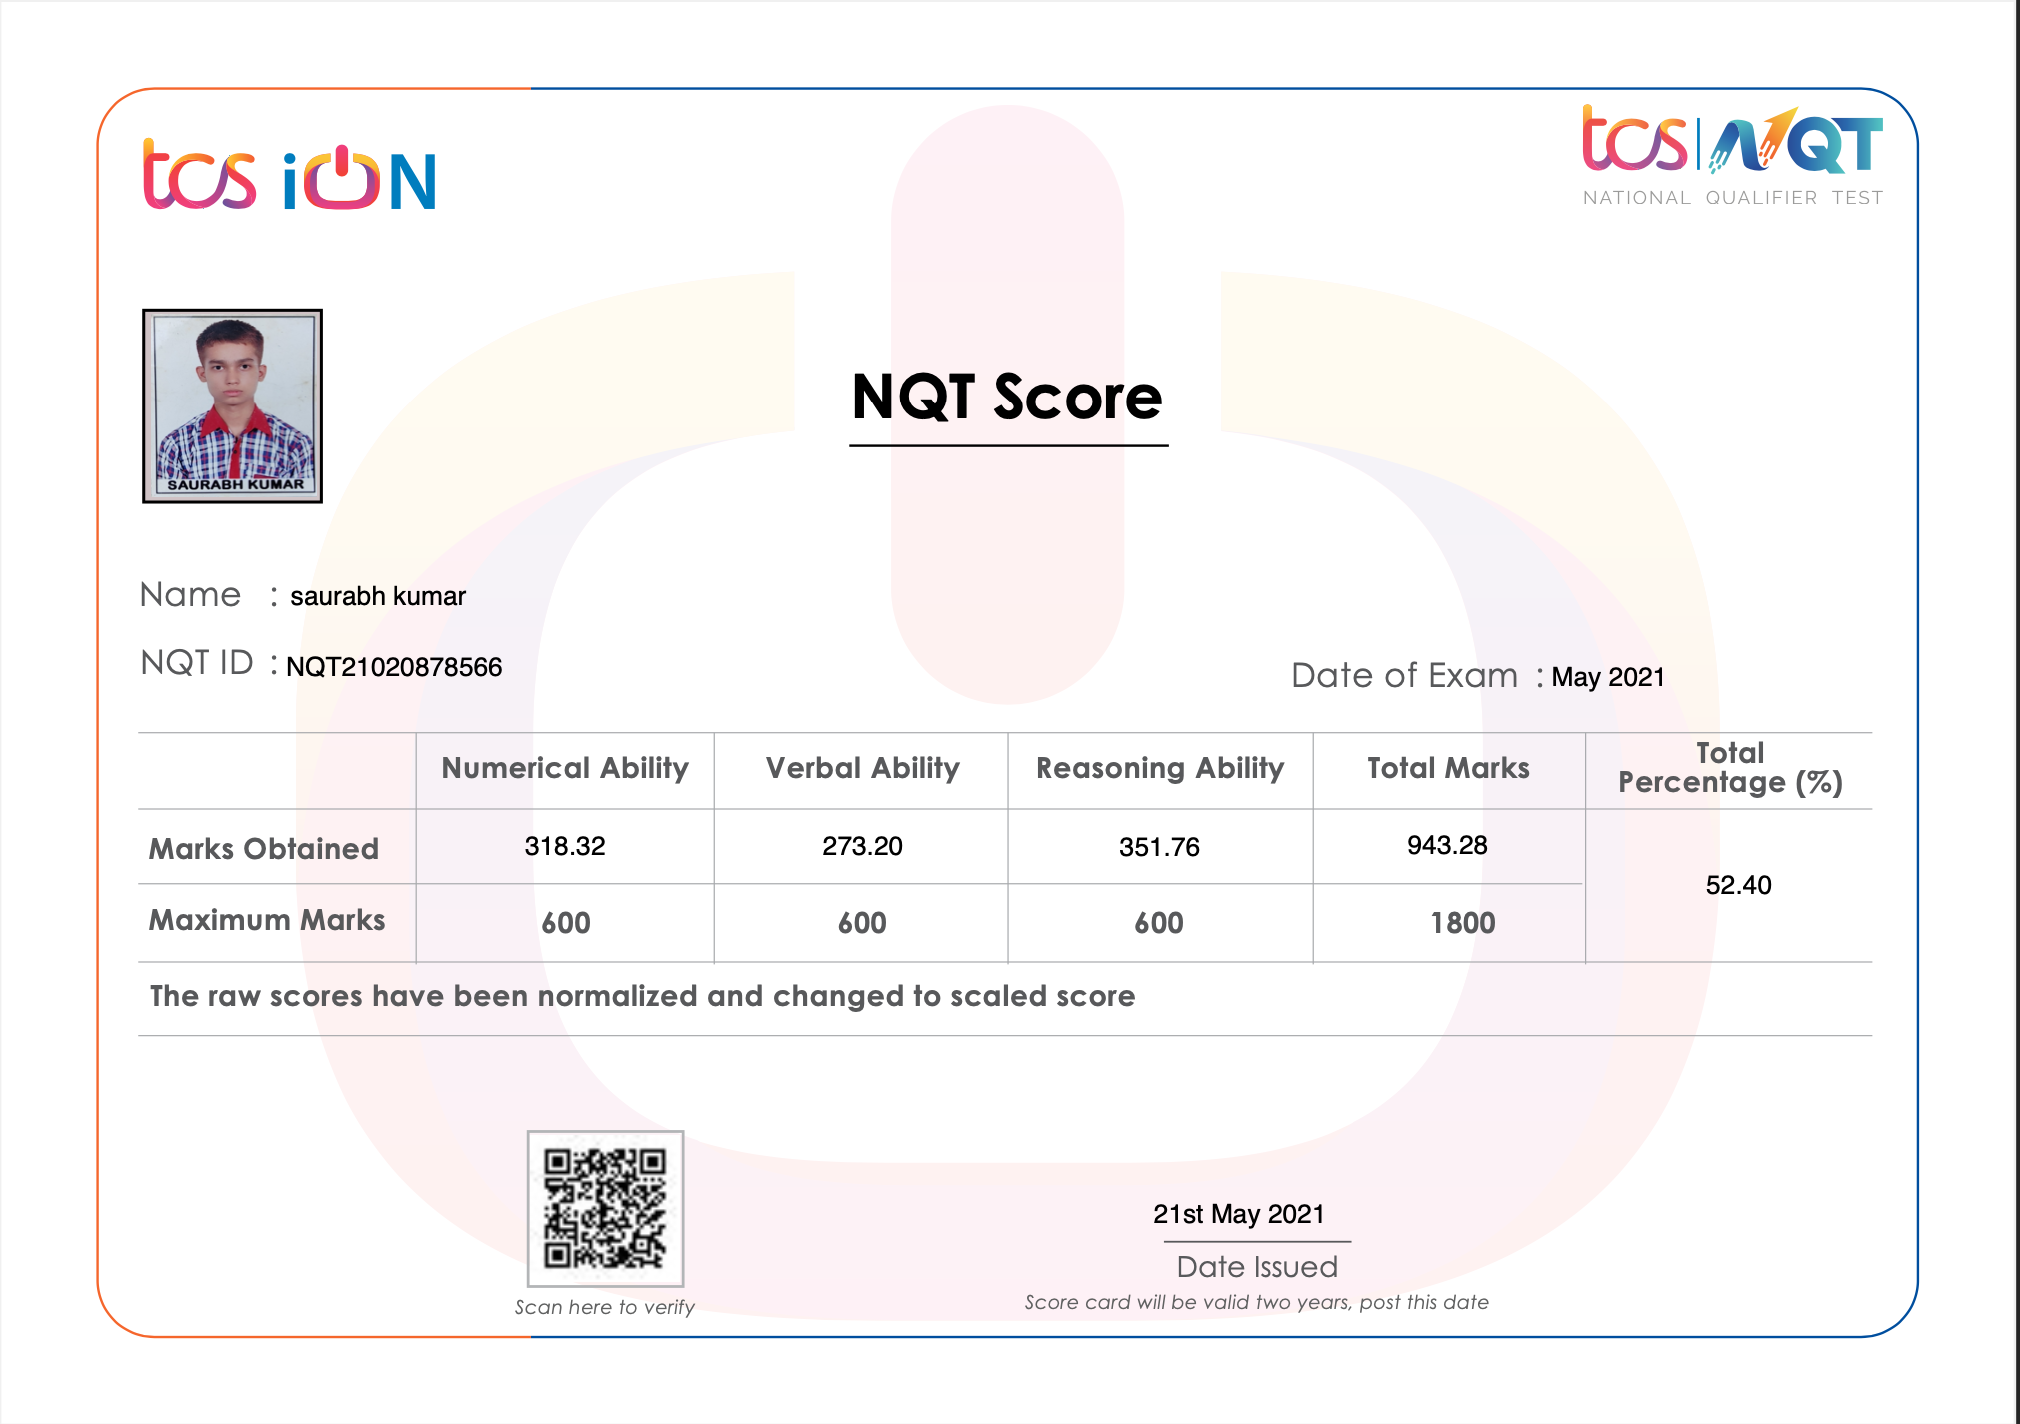 tcs iON
tcs | NQT
NATIONAL QUALIFIER TEST
NQT Score
SAURABH KUMAR
Name : saurabh kumar
NQT ID : NQT21020878566
Date of Exam : May 2021
Numerical Ability Verbal Ability Reasoning Ability Total Marks Total Percentage (%)
Marks Obtained 318.32 273.20 351.76 943.28 52.40
Maximum Marks 600 600 600 1800
The raw scores have been normalized and changed to scaled score
Scan here to verify
21st May 2021
Date Issued
Score card will be valid two years, post this date